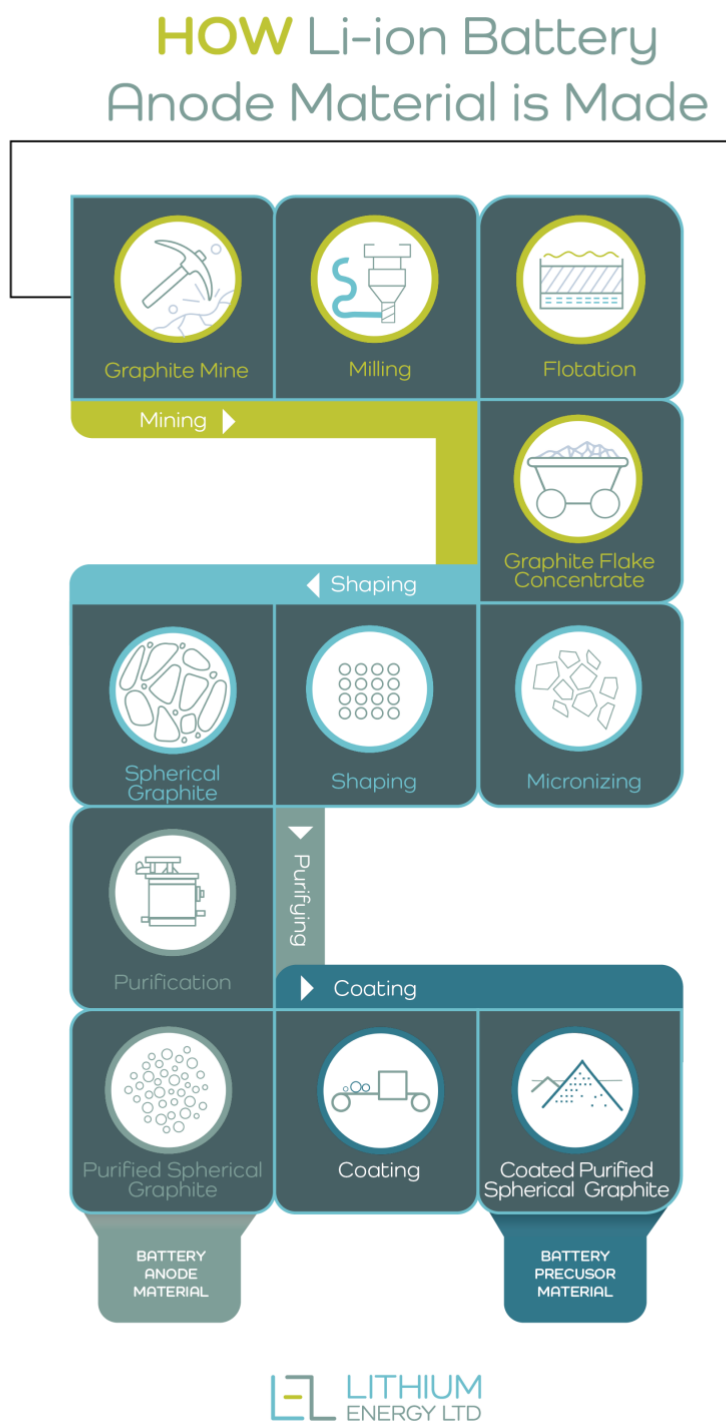 HOW Li-ion Battery
Anode Material is Made
Graphite Mine
Milling
Flotation
Mining
Graphite Flake
Concentrate
Shaping
Spherical
Graphite
Shaping
Micronizing
Purification
Purifying
Coating
Purified Spherical
Graphite
Coating
Coated Purified
Spherical Graphite
BATTERY
ANODE
MATERIAL
BATTERY
PRECUSOR
MATERIAL
LEL
LITHIUM
ENERGY LTD